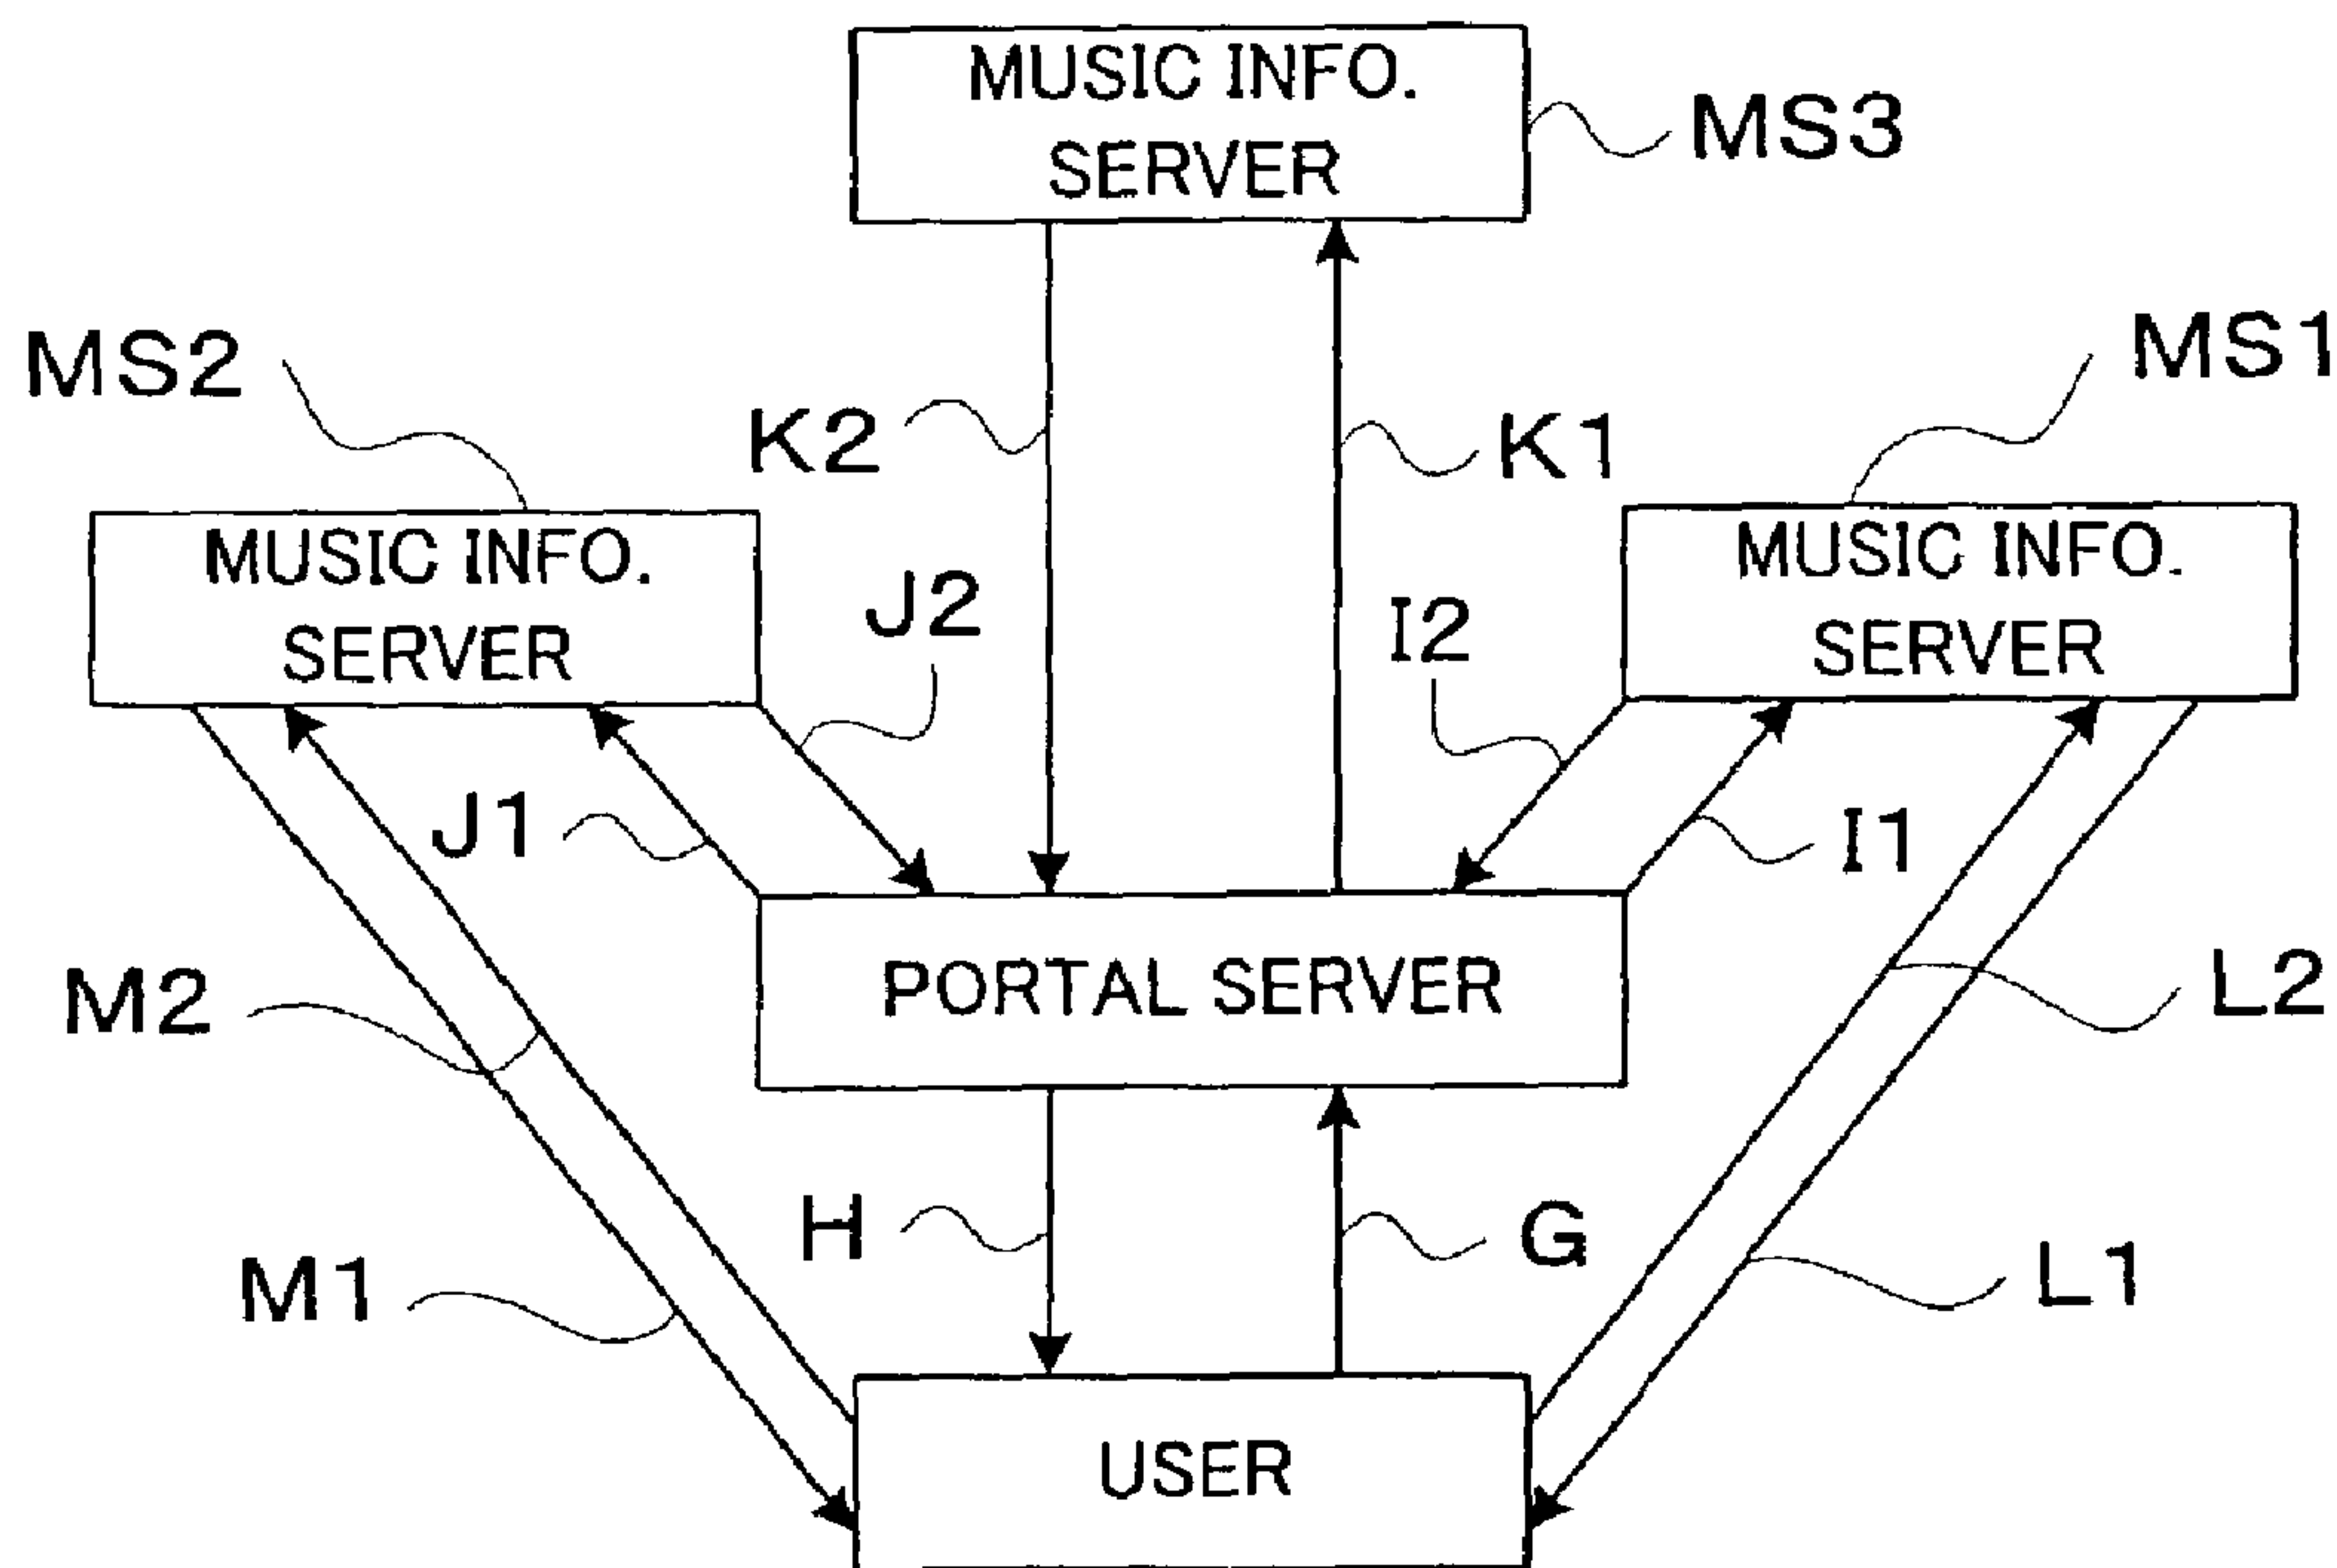 MUSIC INFO.
SERVER
MS3
MS2
MS1
K2
K1
MUSIC INFO.
SERVER
J2
I2
MUSIC INFO.
SERVER
J1
I1
PORTAL SERVER
M2
L2
H
G
M1
L1
USER